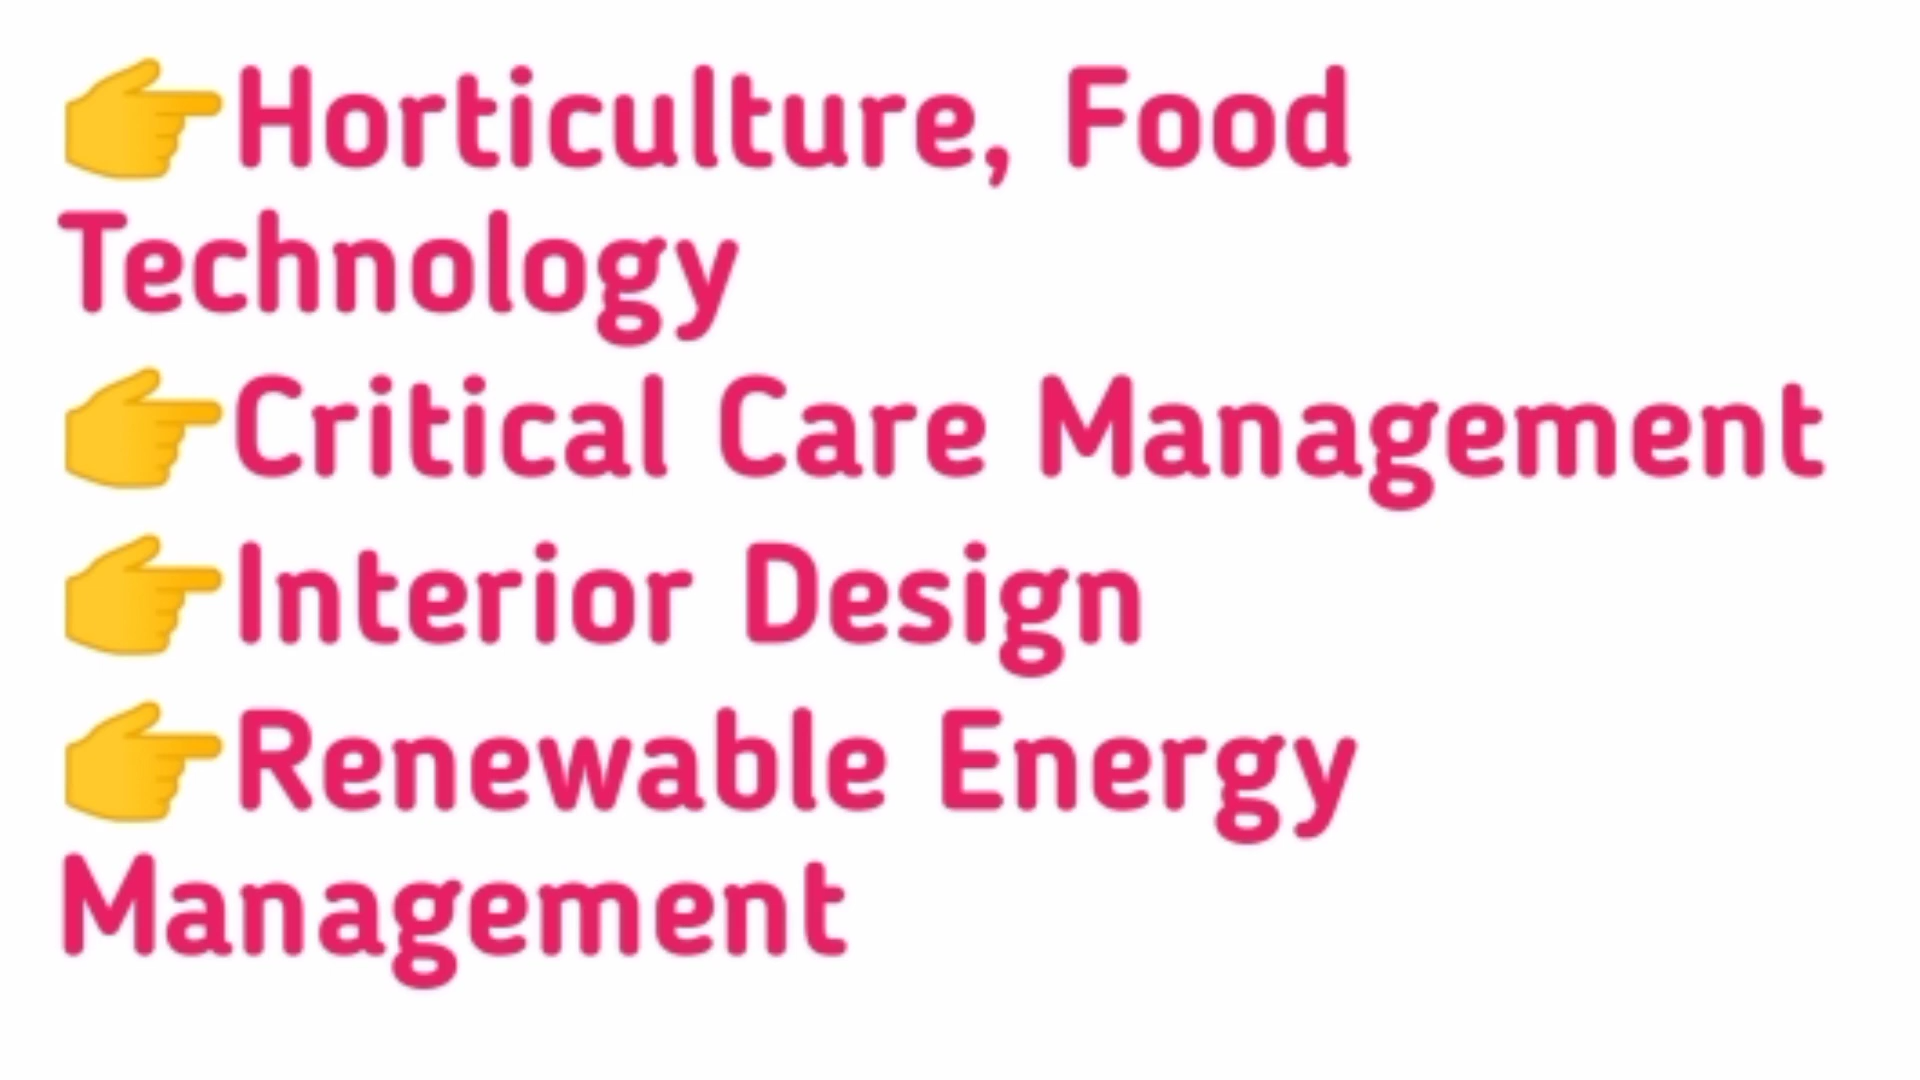 👉Horticulture, Food
Technology
👉Critical Care Management
👉Interior Design
👉Renewable Energy
Management